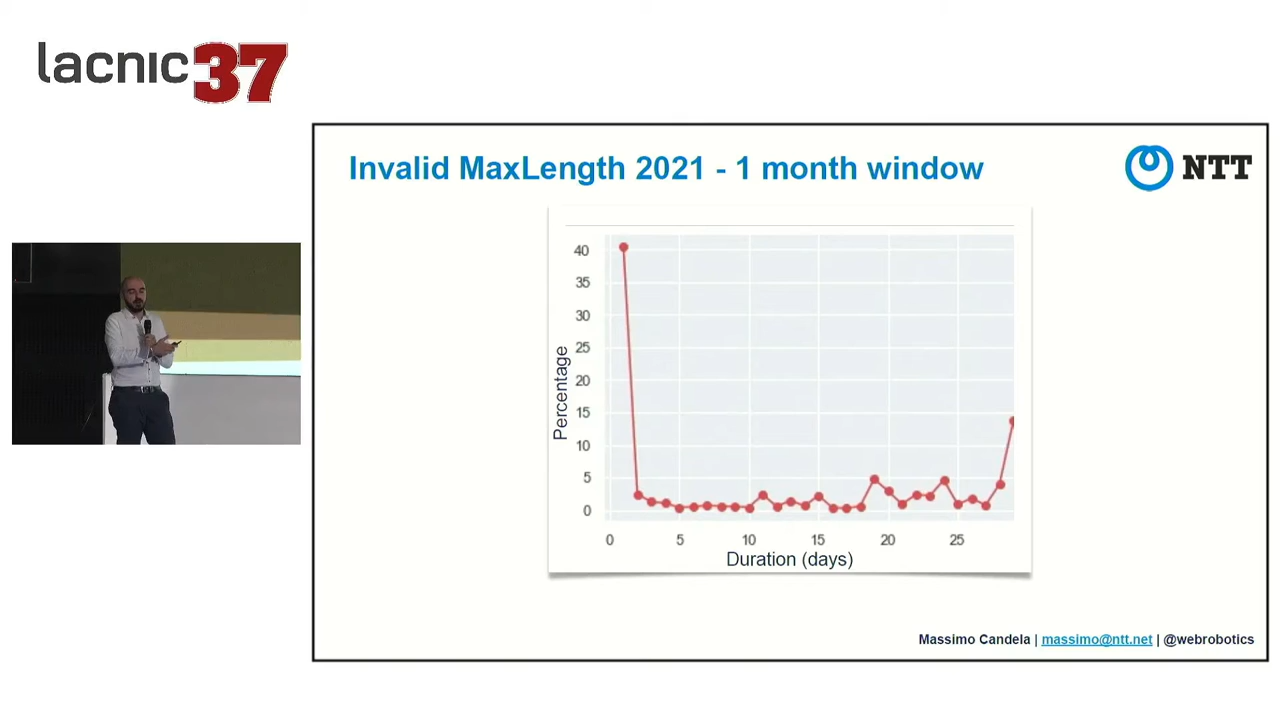 lacnic37
Invalid MaxLength 2021 - 1 month window
NTT
40
35
30
25
20
15
10
5
0
Percentage
0 5 10 15 20 25
Duration (days)
Massimo Candela | massimo@ntt.net | @webrobotics